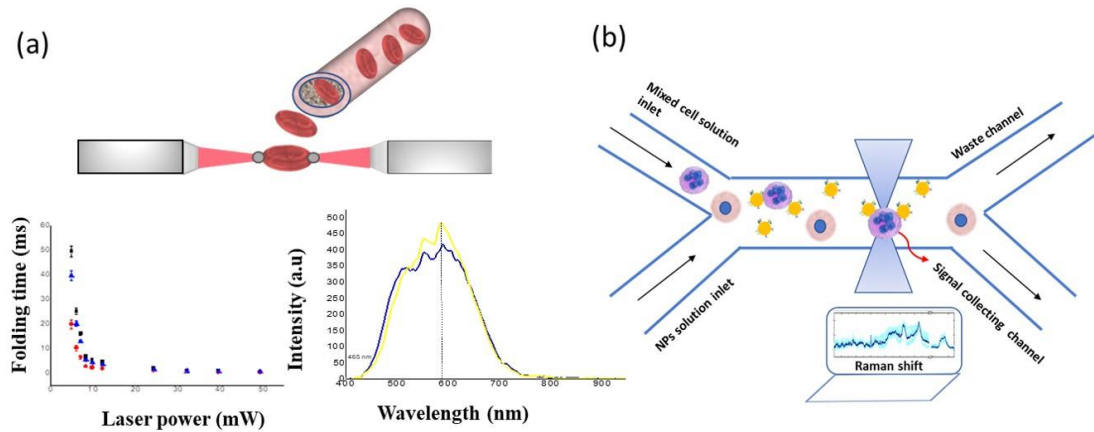 (a)
60
50
40
30
20
10
0
0 10 20 30 40 50
Folding time (ms)
Laser power (mW)
500
450
400
350
300
250
200
150
100
50
0
465 nm
400 500 600 700 800 900
Intensity (a.u)
Wavelength (nm)
(b)
Mixed cell solution
inlet
Waste channel
NPs solution inlet
Signal collecting channel
Raman shift